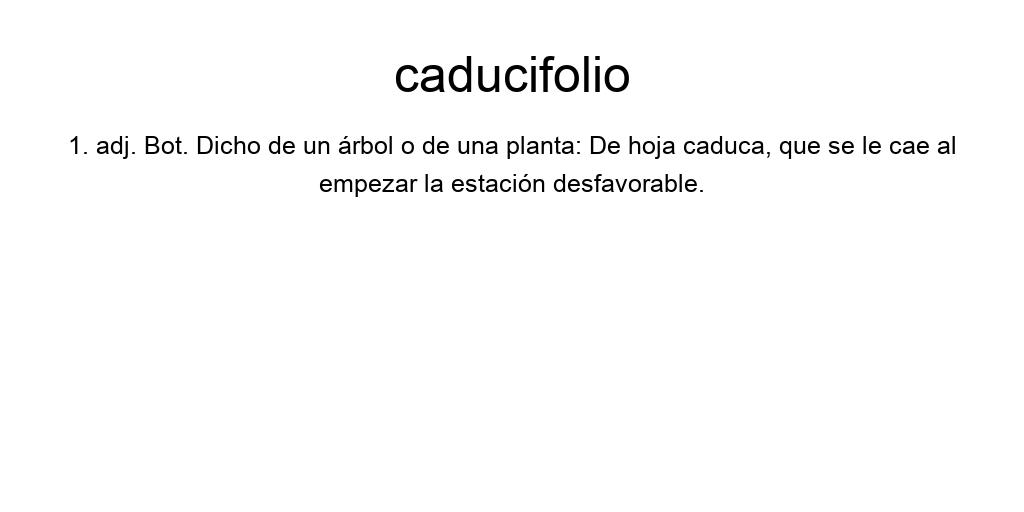 caducifolio
1. adj. Bot. Dicho de un árbol o de una planta: De hoja caduca, que se le cae al
empezar la estación desfavorable.